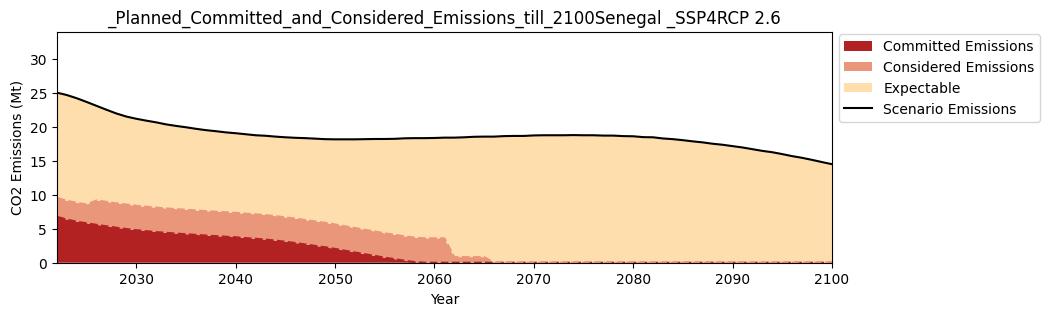 _Planned_Committed_and_Considered_Emissions_till_2100Senegal _SSP4RCP 2.6
CO2 Emissions (Mt)
30
25
20
15
10
5
0
2030 2040 2050 2060 2070 2080 2090 2100
Year
Committed Emissions
Considered Emissions
Expectable
Scenario Emissions